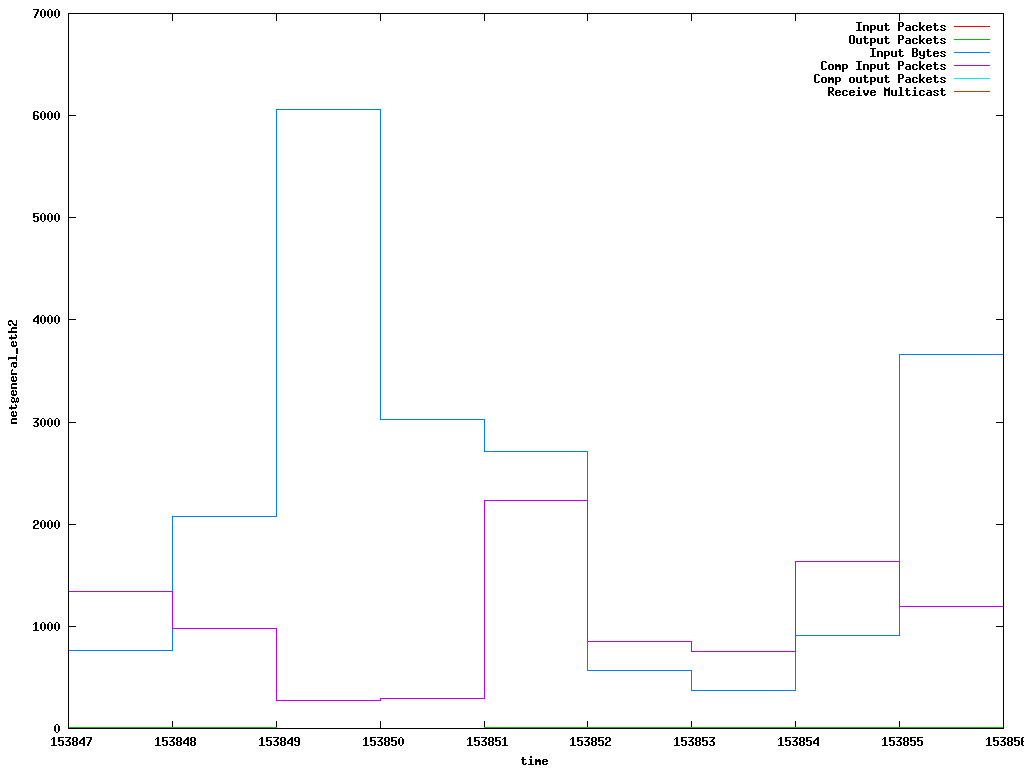 7000
6000
5000
4000
3000
2000
1000
0
netgeneral_eth2
Input Packets
Output Packets
Input Bytes
Comp Input Packets
Comp output Packets
Receive Multicast
153847 153848 153849 153850 153851 153852 153853 153854 153855 153856
time